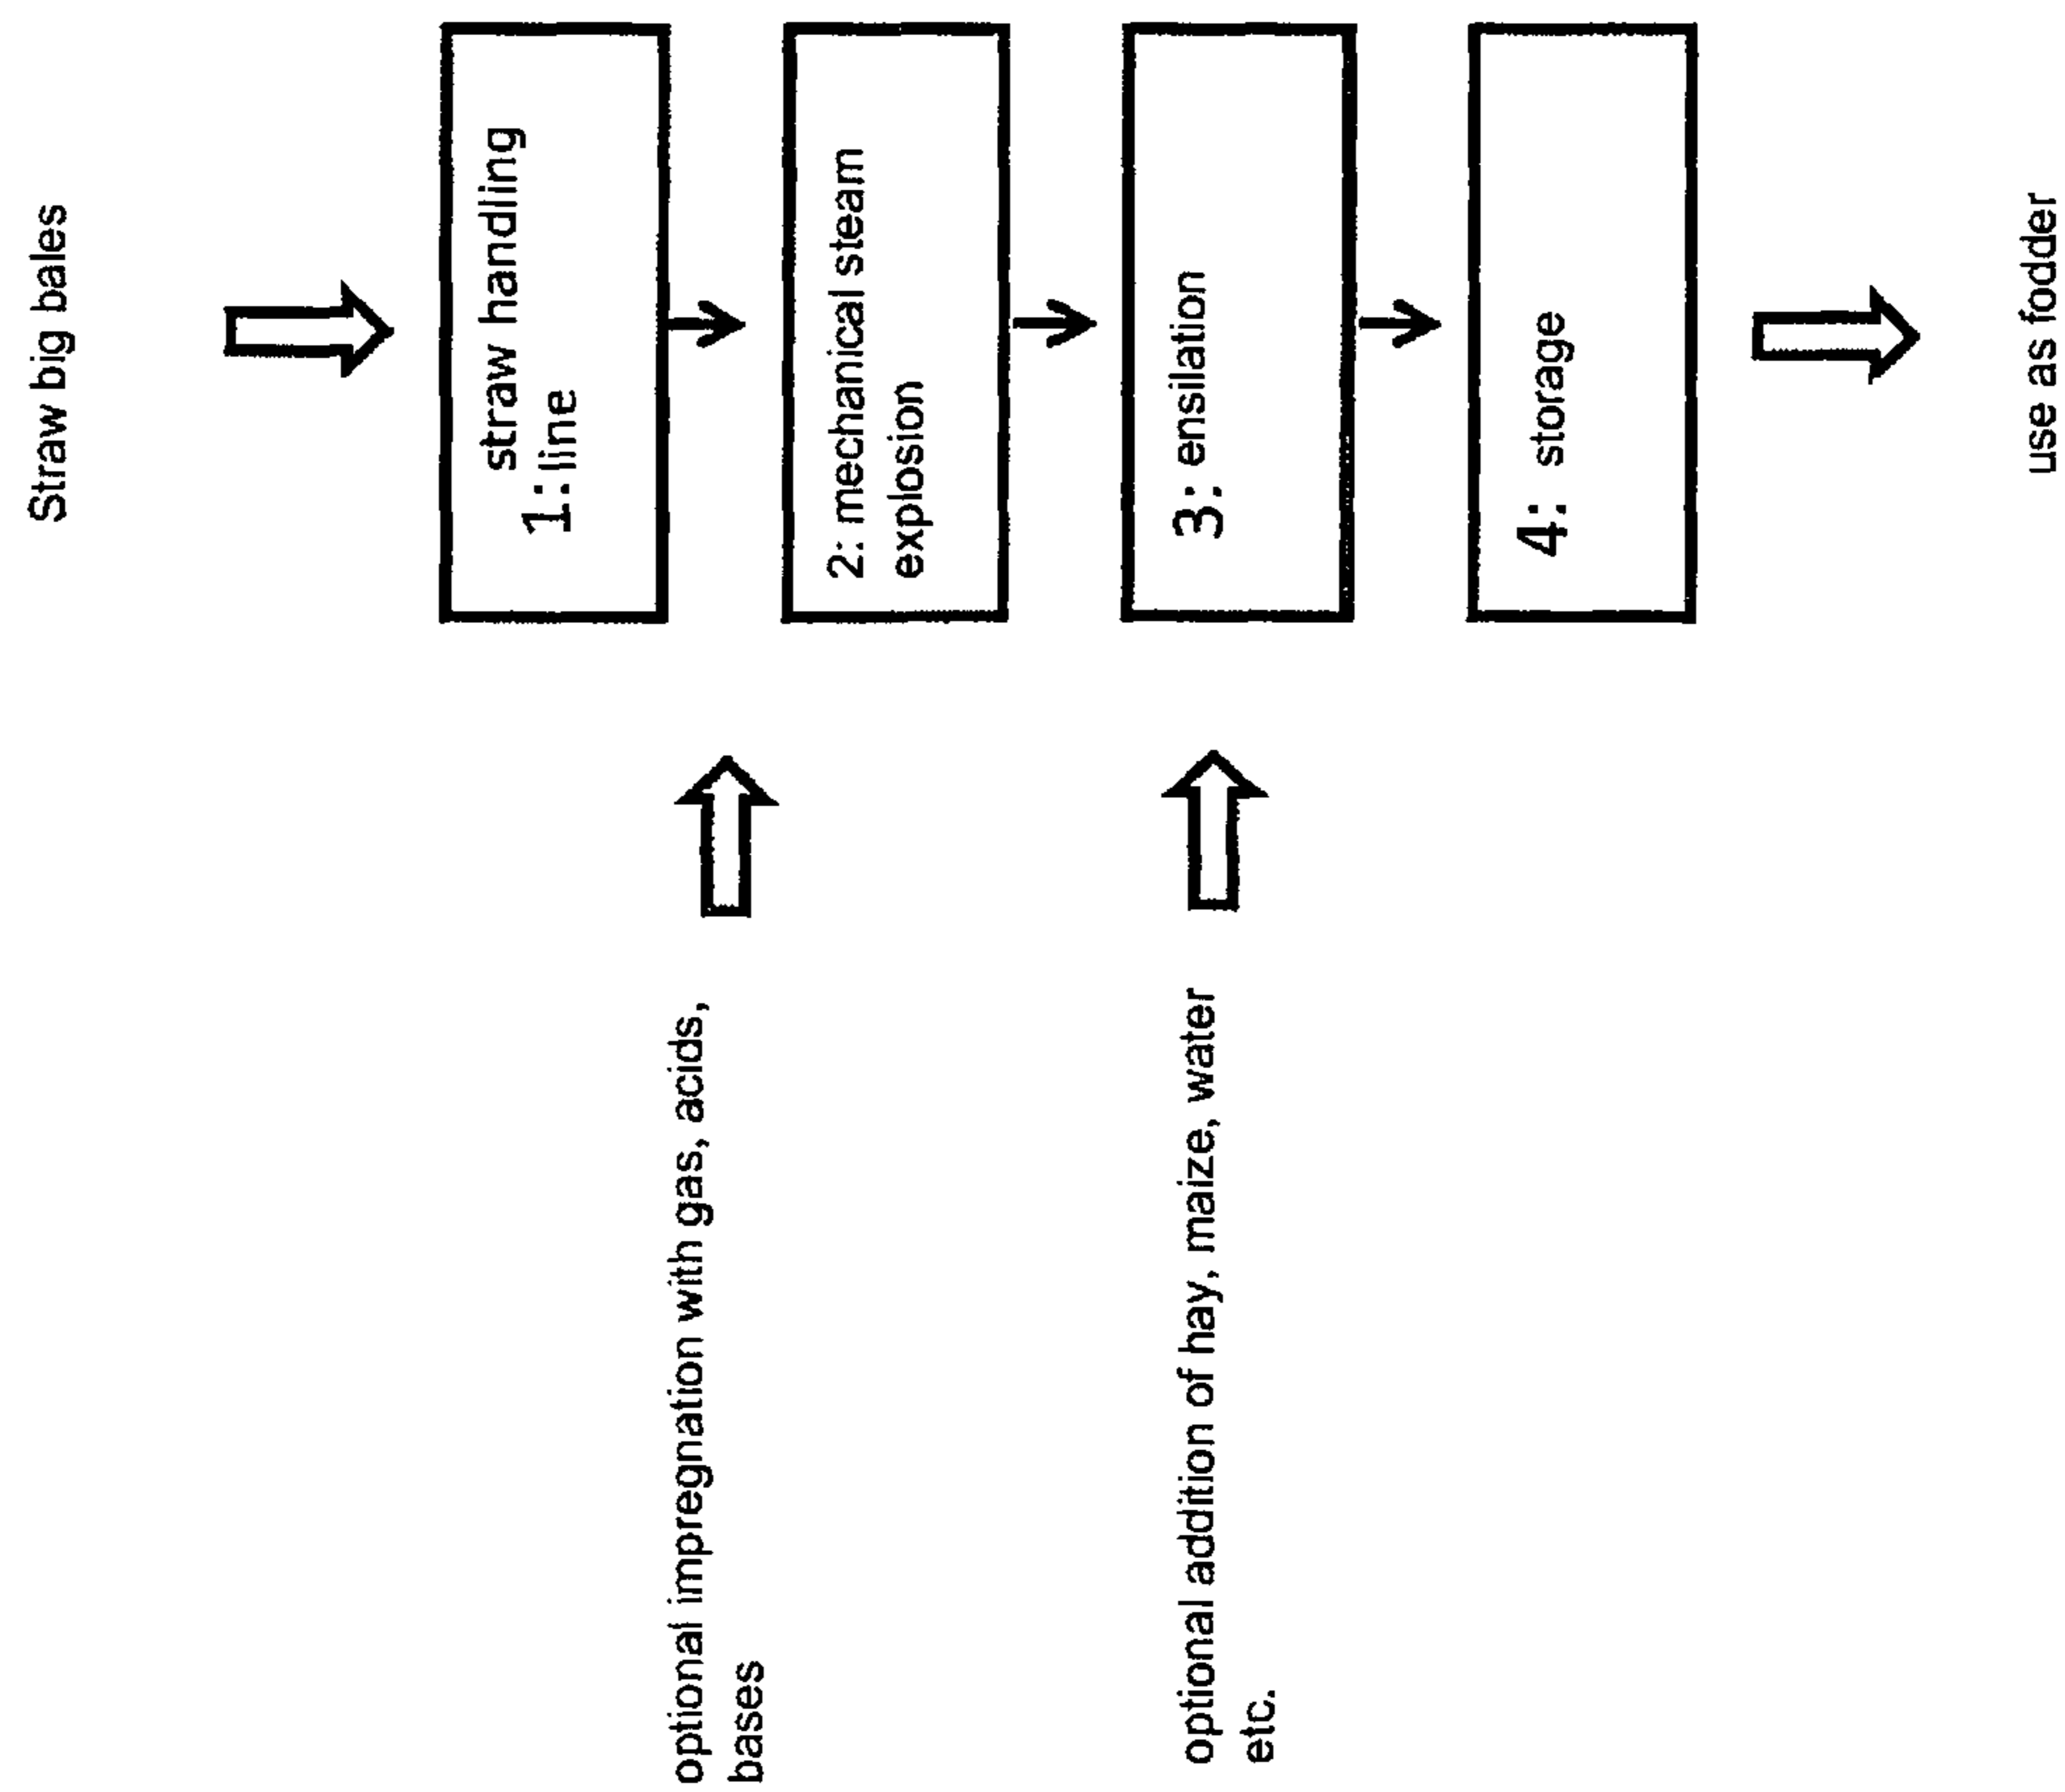 Straw big bales
straw handling
1: line
2: mechanical steam
explosion
optional impregnation with gas, acids,
bases
3: ensilation
optional addition of hay, maize, water
etc.
4: storage
use as fodder